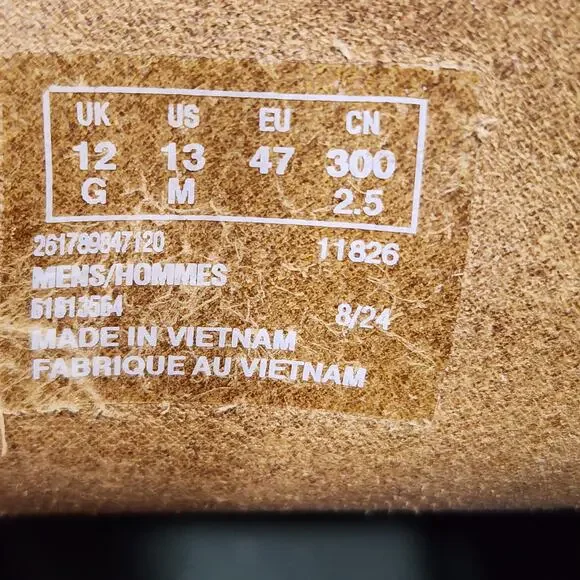 UK US EU CN
12 13 47 300
G M 2.5
261789847120 11826
MENS/HOMMES
61913564 8/24
MADE IN VIETNAM
FABRIQUE AU VIETNAM